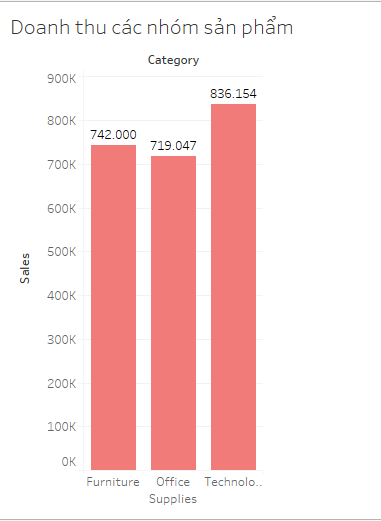 Doanh thu các nhóm sản phẩm
Category
900K
800K
700K
600K
500K
400K
300K
200K
100K
0K
Sales
742.000
719.047
836.154
Furniture
Office
Supplies
Technolo..